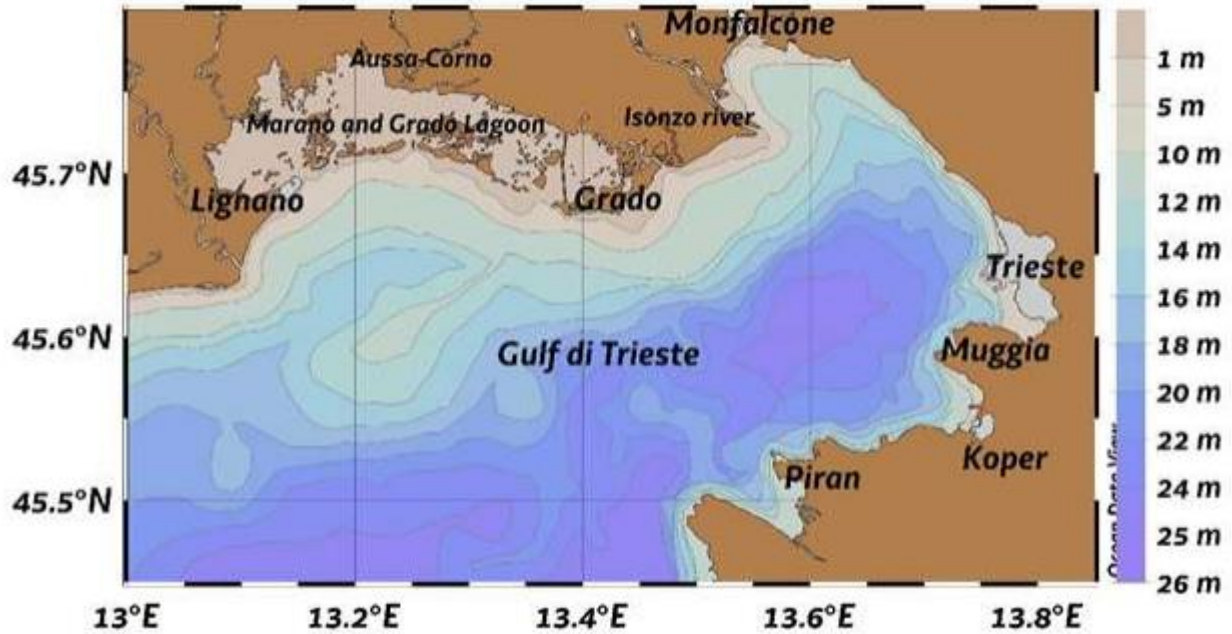 Monfalcone
Aussa-Corno
Marano and Grado Lagoon
Isonzo river
Lignano
Grado
Trieste
Gulf di Trieste
Muggia
Koper
Piran
45.7°N
45.6°N
45.5°N
13°E
13.2°E
13.4°E
13.6°E
13.8°E
1 m
5 m
10 m
12 m
14 m
16 m
18 m
20 m
22 m
24 m
25 m
26 m
Ocean Data View